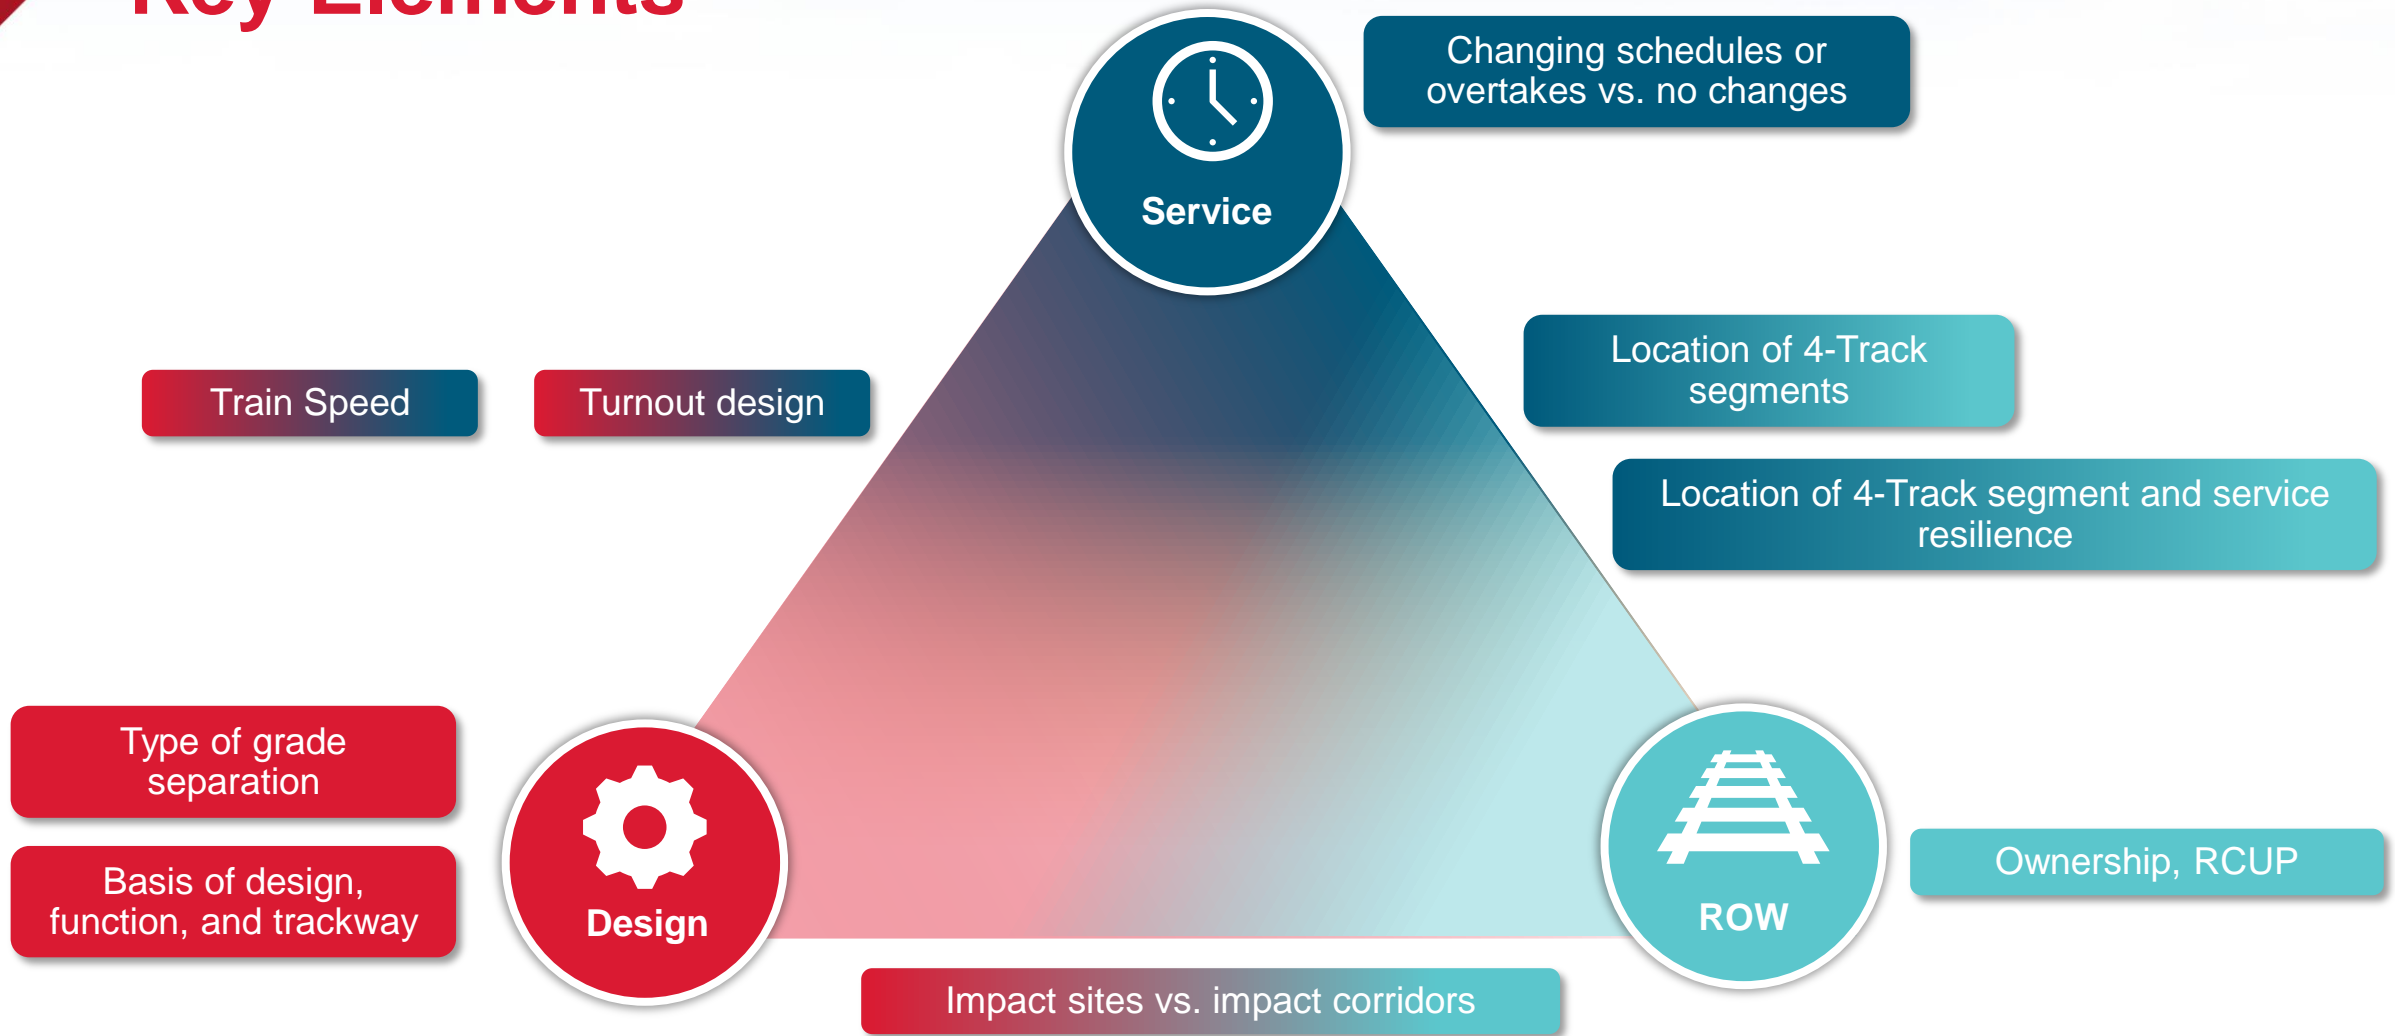 Key Elements
Changing schedules or
overtakes vs. no changes
Service
Location of 4-Track
segments
Train Speed
Turnout design
Location of 4-Track segment and service
resilience
Type of grade
separation
Basis of design,
function, and trackway
Design
Ownership, RCUP
ROW
Impact sites vs. impact corridors